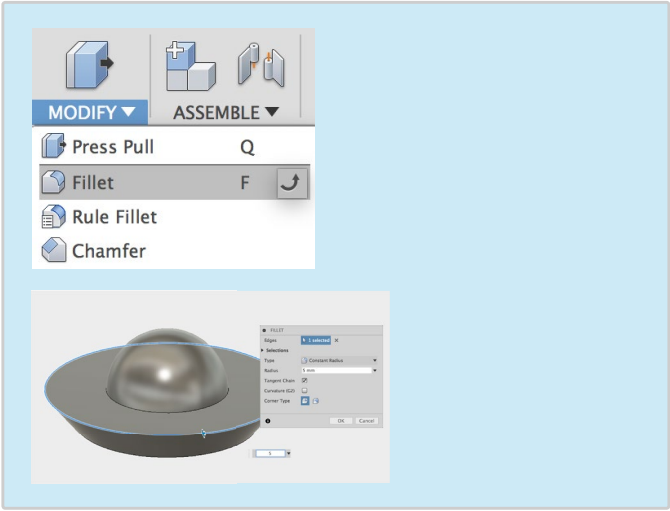 MODIFY ASSEMBLE
Press Pull Q
Fillet F
Rule Fillet
Chamfer
FILLET
Edges 1 selected
Selections
Type Constant Radius
Radius 5 mm
Tangent Chain
Curvature (G2)
Corner Type
OK Cancel
5